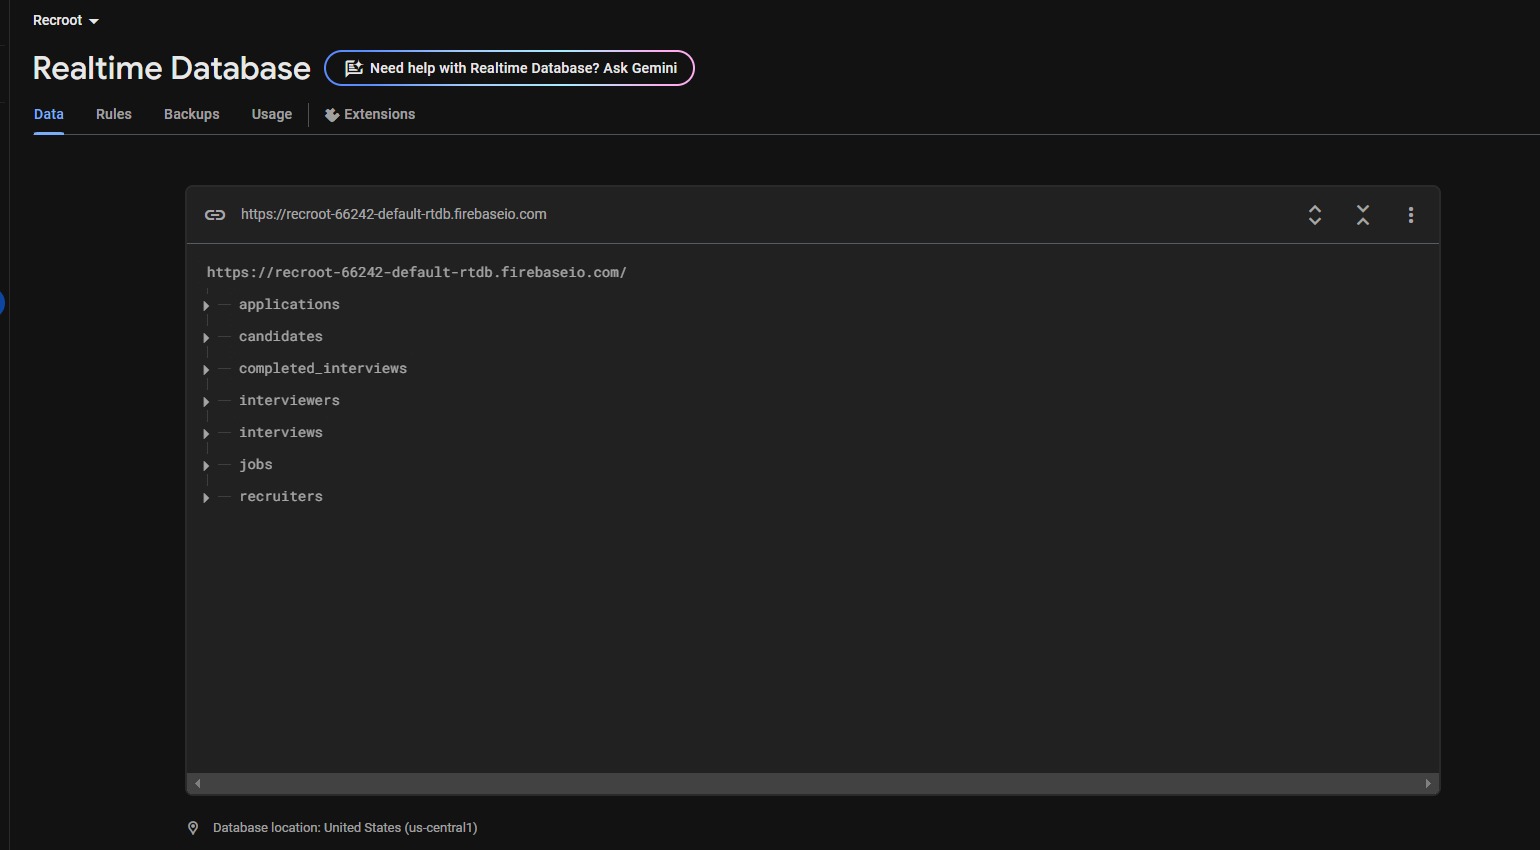 Recroot
Realtime Database
Need help with Realtime Database? Ask Gemini
Data Rules Backups Usage Extensions
https://recroot-66242-default-rtdb.firebaseio.com
https://recroot-66242-default-rtdb.firebaseio.com/
applications
candidates
completed_interviews
interviewers
interviews
jobs
recruiters
Database location: United States (us-central1)